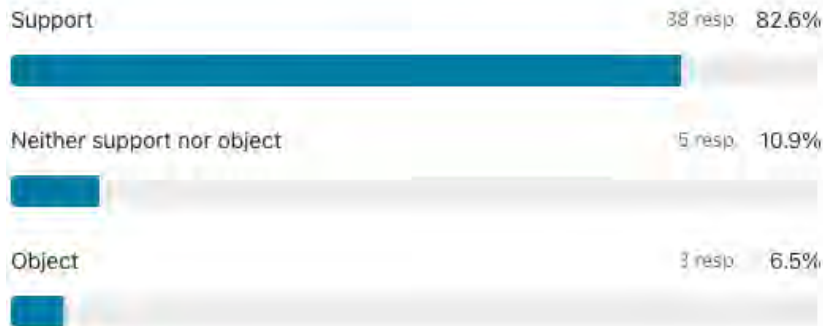 Support 38 resp. 82.6%
Neither support nor object 5 resp. 10.9%
Object 3 resp. 6.5%